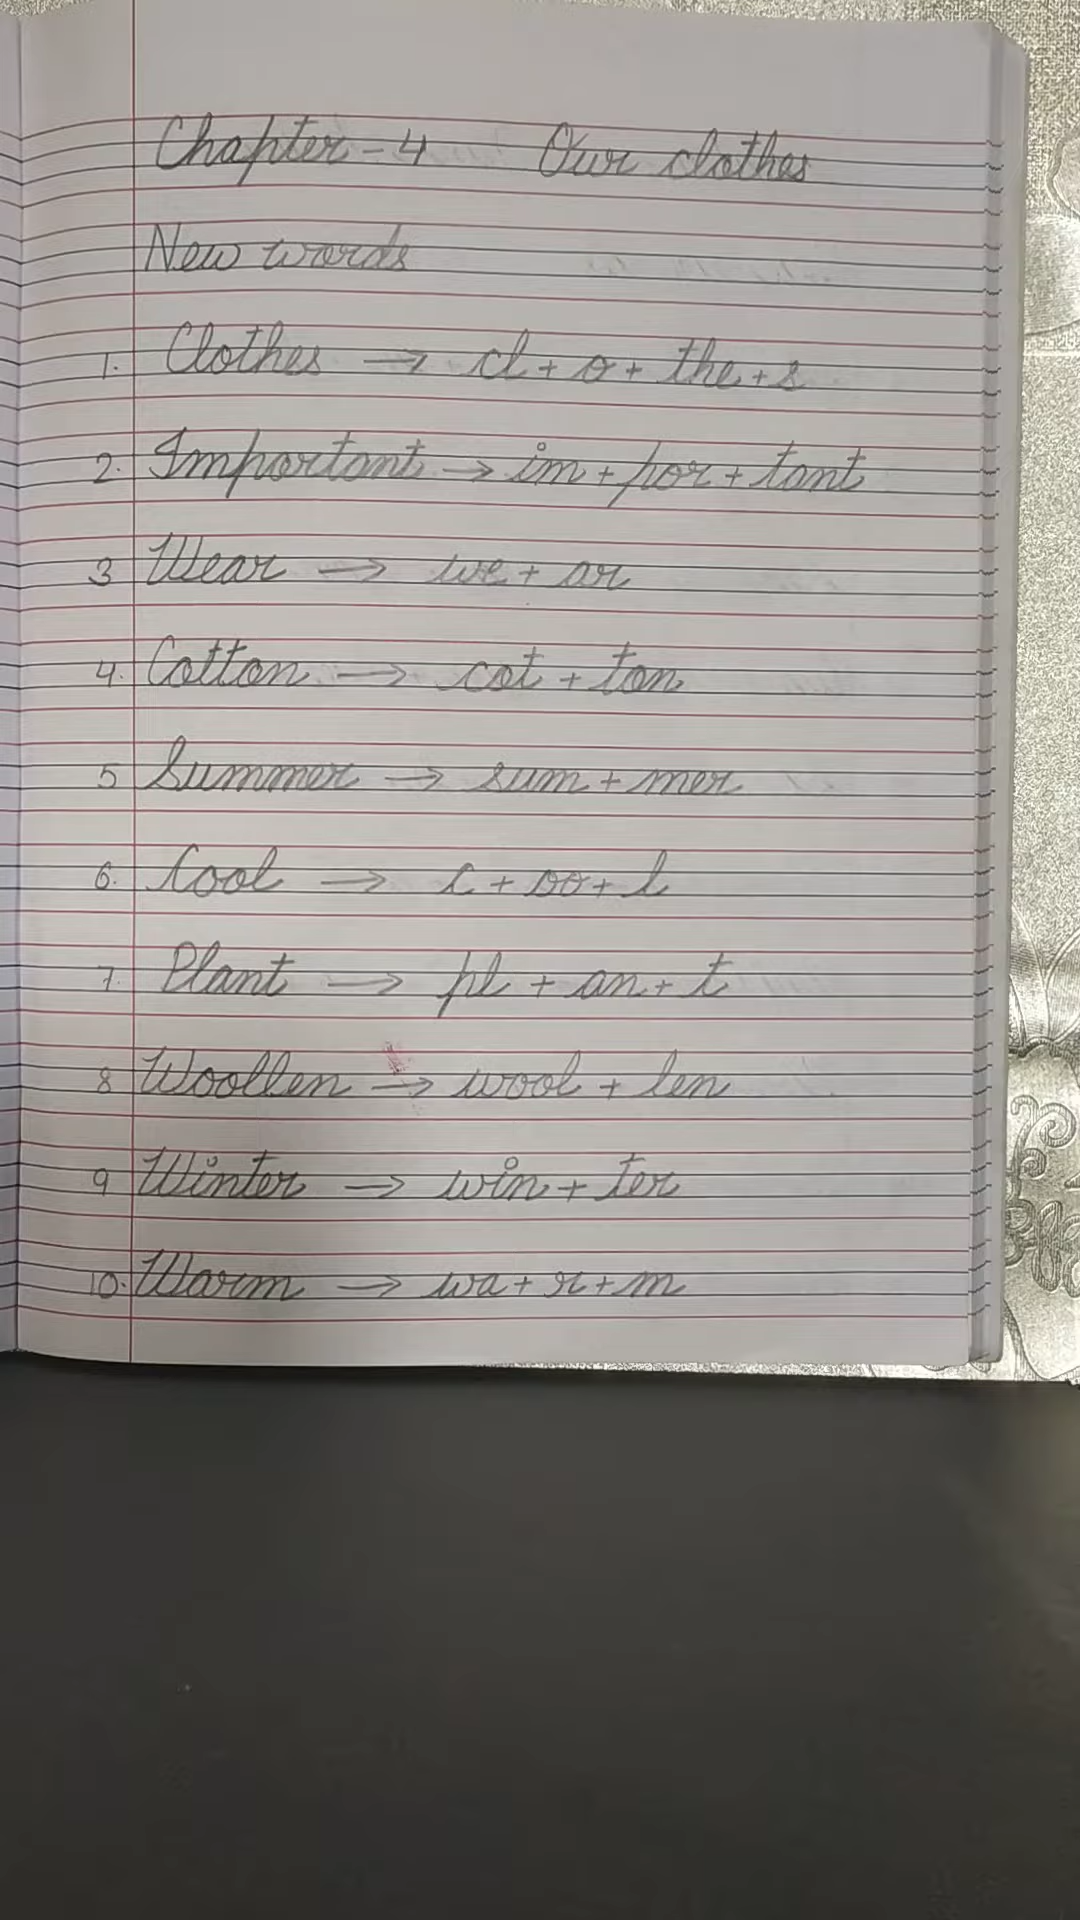 Chapter - 4 Our clothes
New words
1. Clothes → cl + o + the + s
2. Important → im + por + tant
3 Wear → we + ar
4. Cotton → cot + ton
5 Summer → sum + mer
6. Cool → c + oo + l
7. Plant → pl + an + t
8 Woollen → wool + len
9 Winter → win + ter
10. Warm → wa + r + m